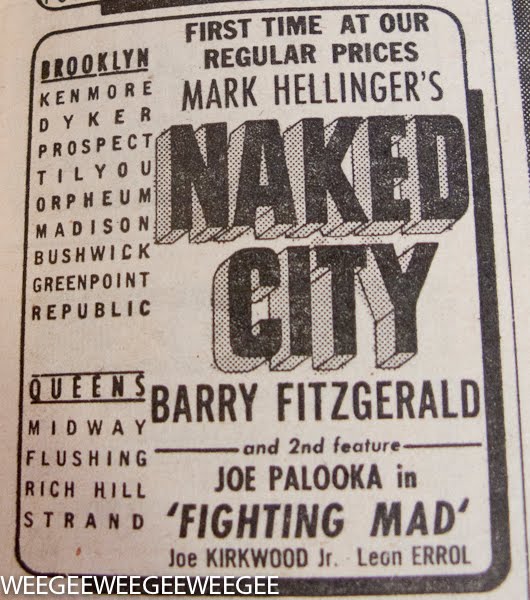 BROOKLYN
KENMORE
DYKER
PROSPECT
TILYOU
ORPHEUM
MADISON
BUSHWICK
GREENPOINT
REPUBLIC
QUEENS
MIDWAY
FLUSHING
RICH HILL
STRAND
FIRST TIME AT OUR
REGULAR PRICES
MARK HELLINGER'S
NAKED
CITY
BARRY FITZGERALD
and 2nd feature
JOE PALOOKA in
'FIGHTING MAD'
Joe KIRKWOOD Jr. Leon ERROL
WEEGEEWEEGEEWEEGEE